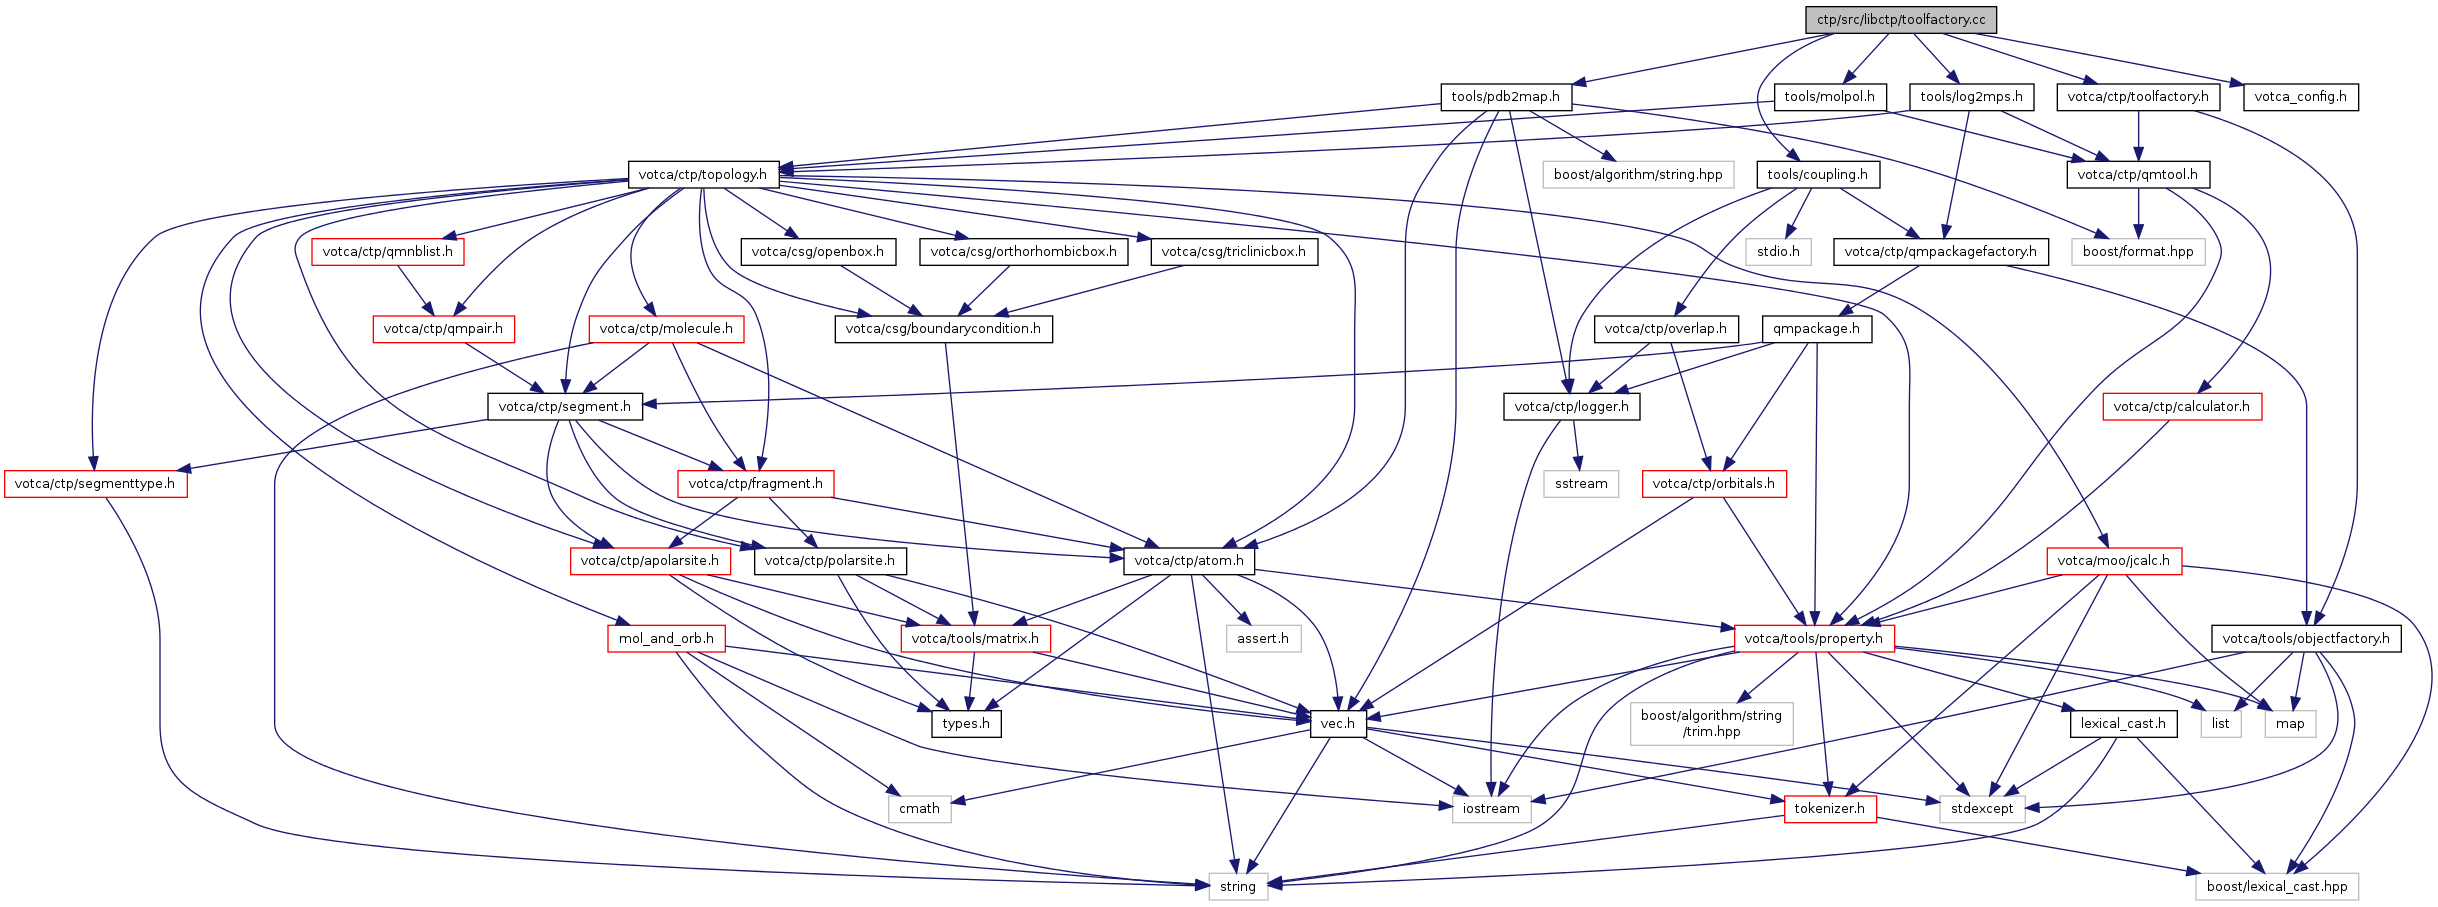 ctp/src/libctp/toolfactory.cc
tools/pdb2map.h
tools/molpol.h
tools/log2mps.h
votca/ctp/toolfactory.h
votca_config.h
votca/ctp/topology.h
boost/algorithm/string.hpp
tools/coupling.h
votca/ctp/qmtool.h
votca/ctp/qmnblist.h
votca/csg/openbox.h
votca/csg/orthorhombicbox.h
votca/csg/triclinicbox.h
stdio.h
votca/ctp/qmpackagefactory.h
boost/format.hpp
votca/ctp/qmpair.h
votca/ctp/molecule.h
votca/csg/boundarycondition.h
votca/ctp/overlap.h
qmpackage.h
votca/ctp/segment.h
votca/ctp/logger.h
votca/ctp/calculator.h
votca/ctp/segmenttype.h
votca/ctp/fragment.h
sstream
votca/ctp/orbitals.h
votca/ctp/apolarsite.h
votca/ctp/polarsite.h
votca/ctp/atom.h
votca/moo/jcalc.h
mol_and_orb.h
votca/tools/matrix.h
assert.h
votca/tools/property.h
votca/tools/objectfactory.h
types.h
vec.h
boost/algorithm/string
/trim.hpp
lexical_cast.h
list
map
cmath
iostream
tokenizer.h
stdexcept
string
boost/lexical_cast.hpp